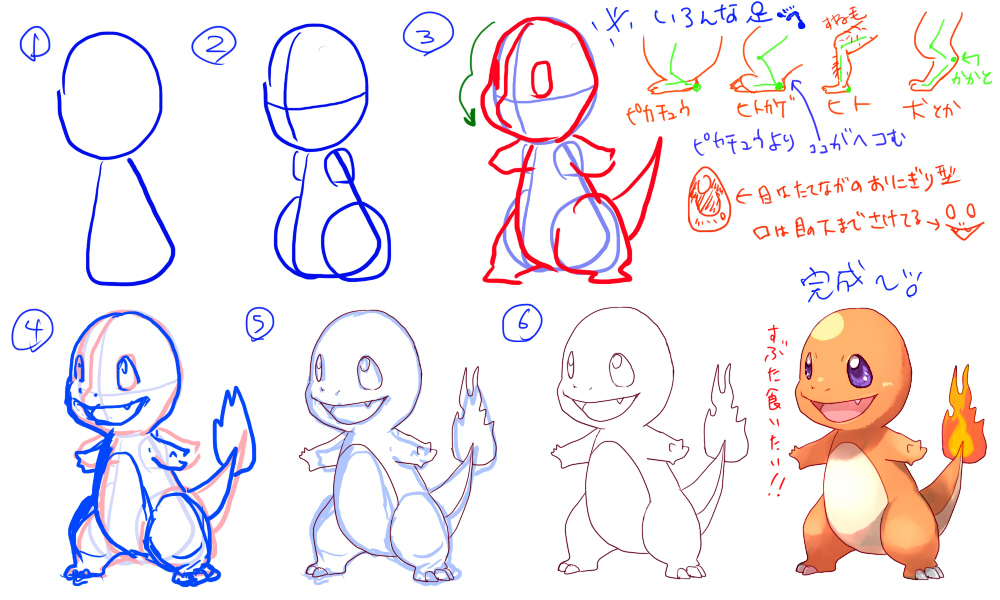 ①
②
③
いろんな足
すね毛
かかと
ピカチュウ
ヒトカゲ
ヒト
犬とか
ピカチュウより ココがヘコむ
←目はたてながのおにぎり型
口は目の下までさけてる→
④
⑤
⑥
完成〜
すぶた食いたい!!